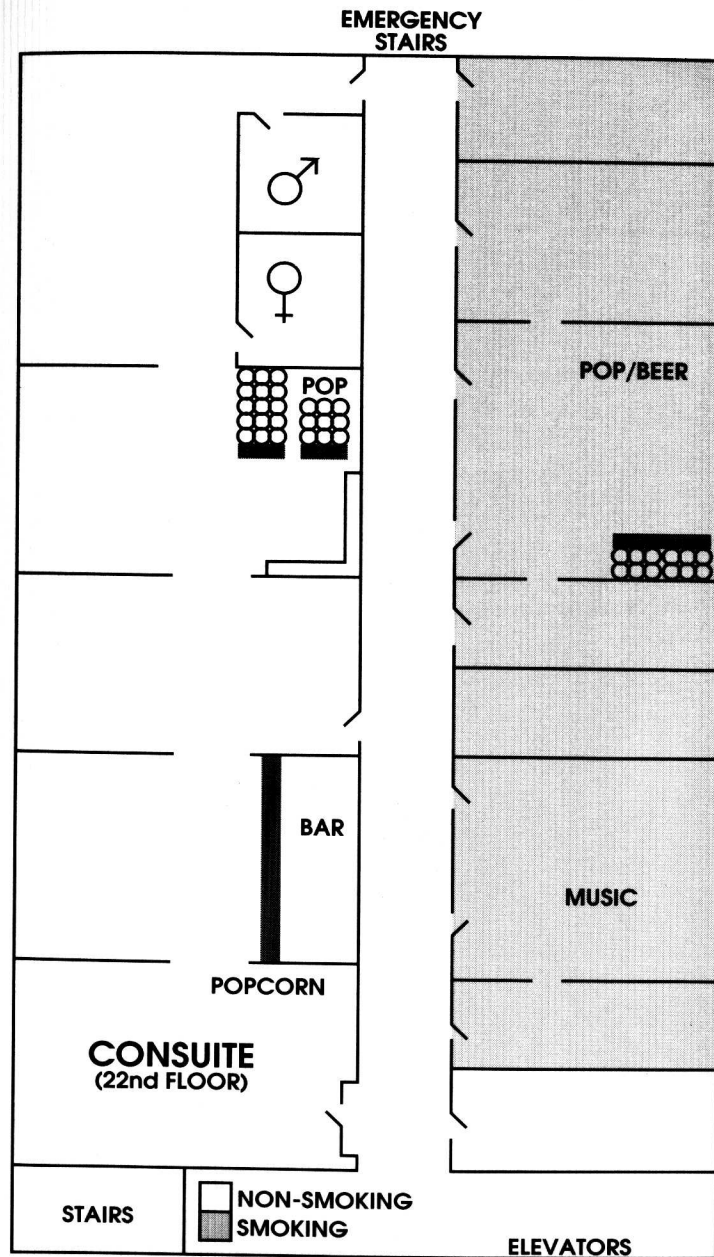 EMERGENCY
STAIRS
POP
POP/BEER
BAR
MUSIC
POPCORN
CONSUITE
(22nd FLOOR)
STAIRS
NON-SMOKING
SMOKING
ELEVATORS